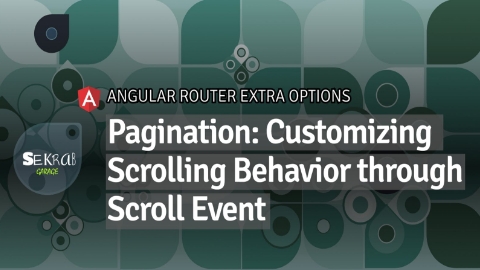 ANGULAR ROUTER EXTRA OPTIONS
Pagination: Customizing
Scrolling Behavior through
Scroll Event
SEKRAB
GARAGE